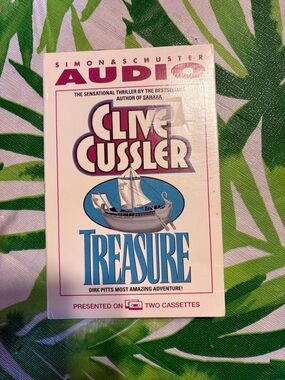 SIMON & SCHUSTER
AUDIO
THE SENSATIONAL THRILLER BY THE BESTSELLING
AUTHOR OF SAHARA
CLIVE
CUSSLER
TREASURE
DIRK PITTS MOST AMAZING ADVENTURE!
PRESENTED ON TWO CASSETTES